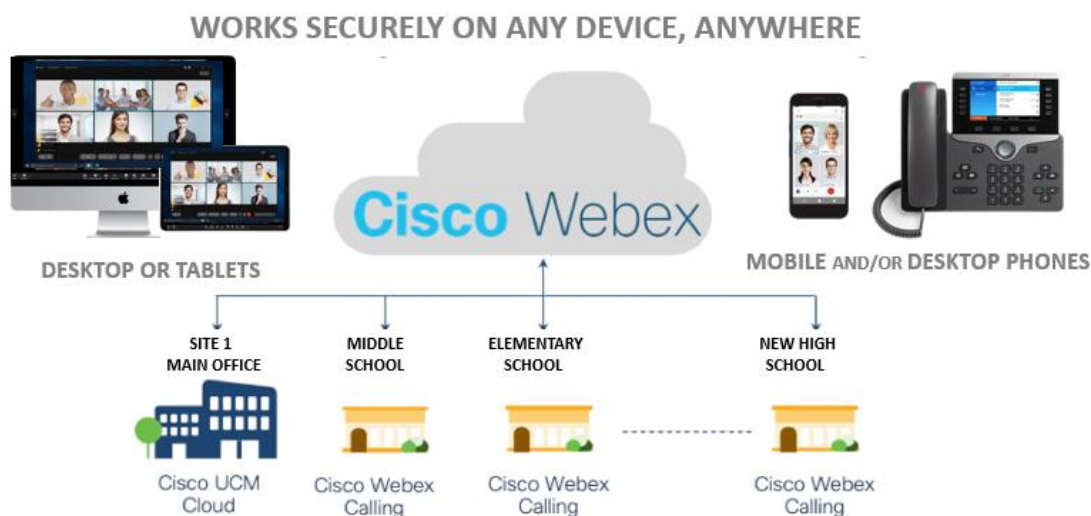 WORKS SECURELY ON ANY DEVICE, ANYWHERE
Cisco Webex
DESKTOP OR TABLETS
MOBILE AND/OR DESKTOP PHONES
SITE 1
MAIN OFFICE
MIDDLE
SCHOOL
ELEMENTARY
SCHOOL
NEW HIGH
SCHOOL
Cisco UCM
Cloud
Cisco Webex
Calling
Cisco Webex
Calling
Cisco Webex
Calling